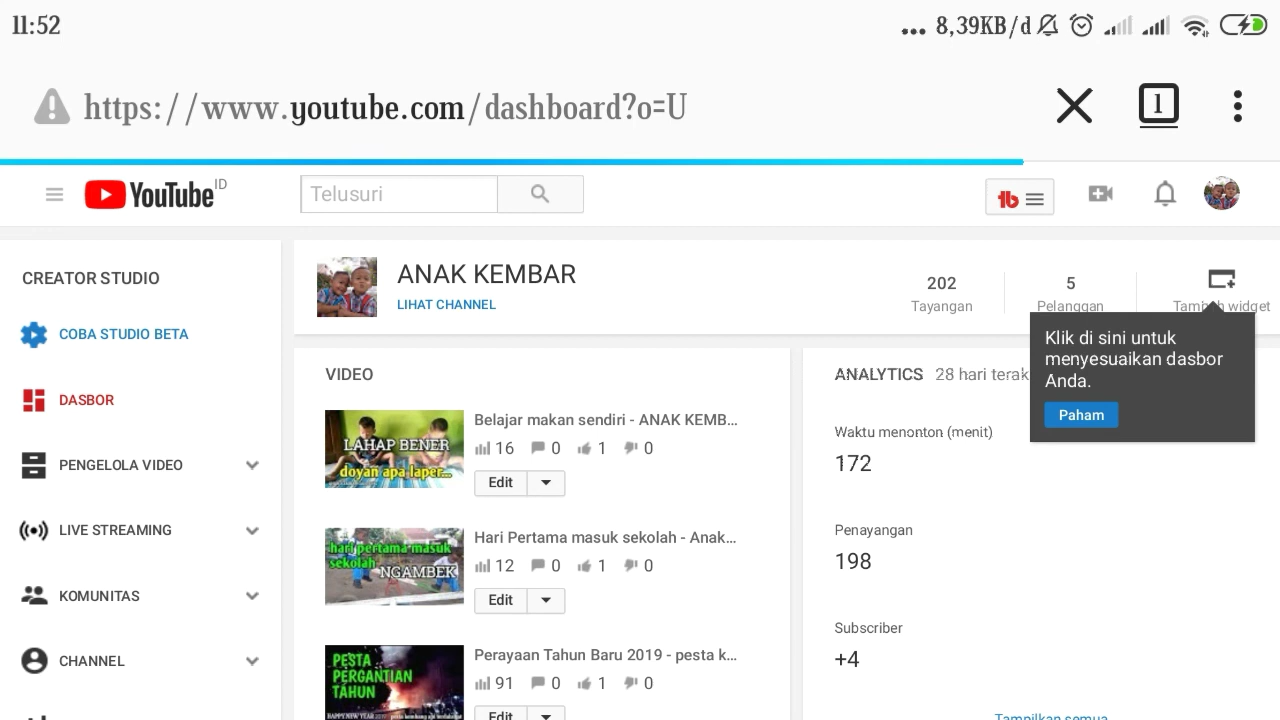 11:52
... 8,39KB/d
https://www.youtube.com/dashboard?o=U
1
YouTube ID
Telusuri
CREATOR STUDIO
COBA STUDIO BETA
DASBOR
PENGELOLA VIDEO
LIVE STREAMING
KOMUNITAS
CHANNEL
ANAK KEMBAR
LIHAT CHANNEL
202
Tayangan
5
Pelanggan
Tambah widget
Klik di sini untuk
menyesuaikan dasbor
Anda.
Paham
VIDEO
LAHAP BENER
doyan apa laper...
Belajar makan sendiri - ANAK KEMB...
16 0 1 0
Edit
hari pertama masuk
sekolah
NGAMBEK
Hari Pertama masuk sekolah - Anak...
12 0 1 0
Edit
PESTA
PERGANTIAN
TAHUN
HAPPY NEW YEAR
Perayaan Tahun Baru 2019 - pesta k...
91 0 1 0
Edit
ANALYTICS 28 hari terak
Waktu menonton (menit)
172
Penayangan
198
Subscriber
+4
Tampilkan semua